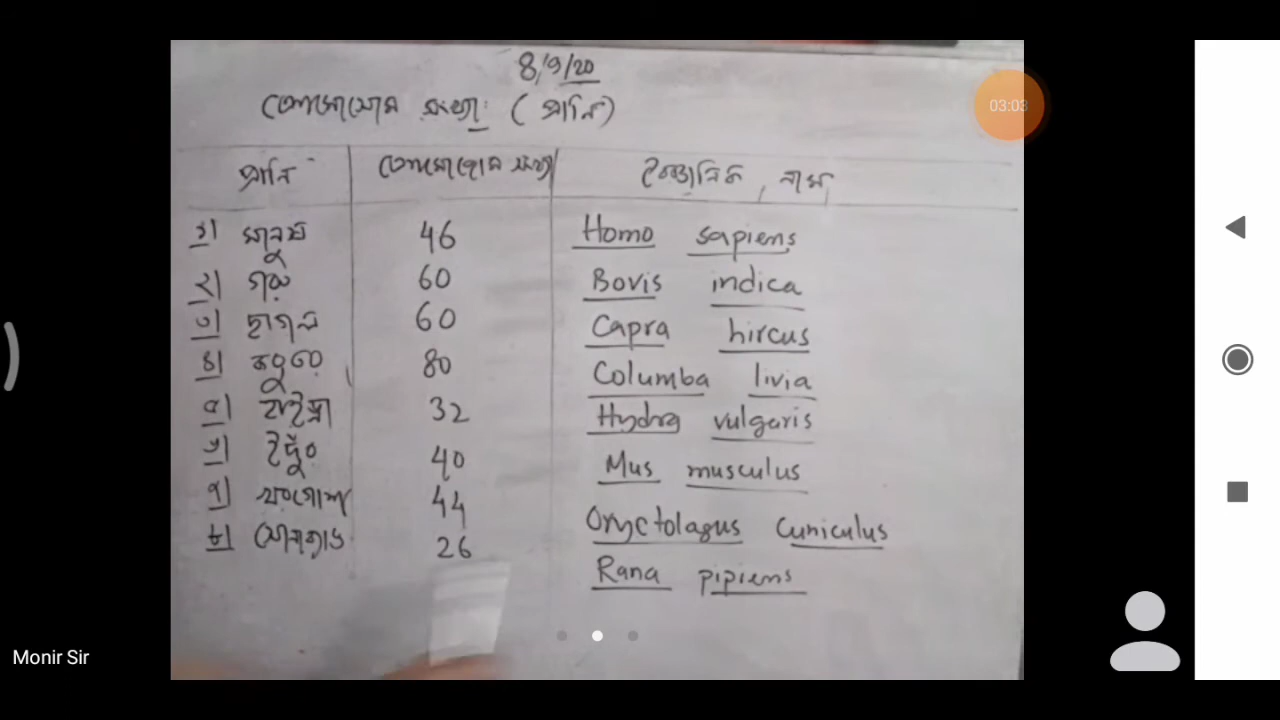 8/9/20
03:03
ক্রোমোসোম সংখ্যা: (প্রানি)
প্রানি ক্রোমোসোম সংখ্যা বৈজ্ঞানিক নাম
১। মানুষ 46 Homo sapiens
২। গরু 60 Bovis indica
৩। ছাগল 60 Capra hircus
৪। কবুতর 80 Columba livia
৫। হাইড্রা 32 Hydra vulgaris
৬। ইঁদুর 40 Mus musculus
৭। খরগোশ 44 Oryctolagus Cuniculus
৮। সোনাব্যাঙ 26 Rana pipiens
Monir Sir